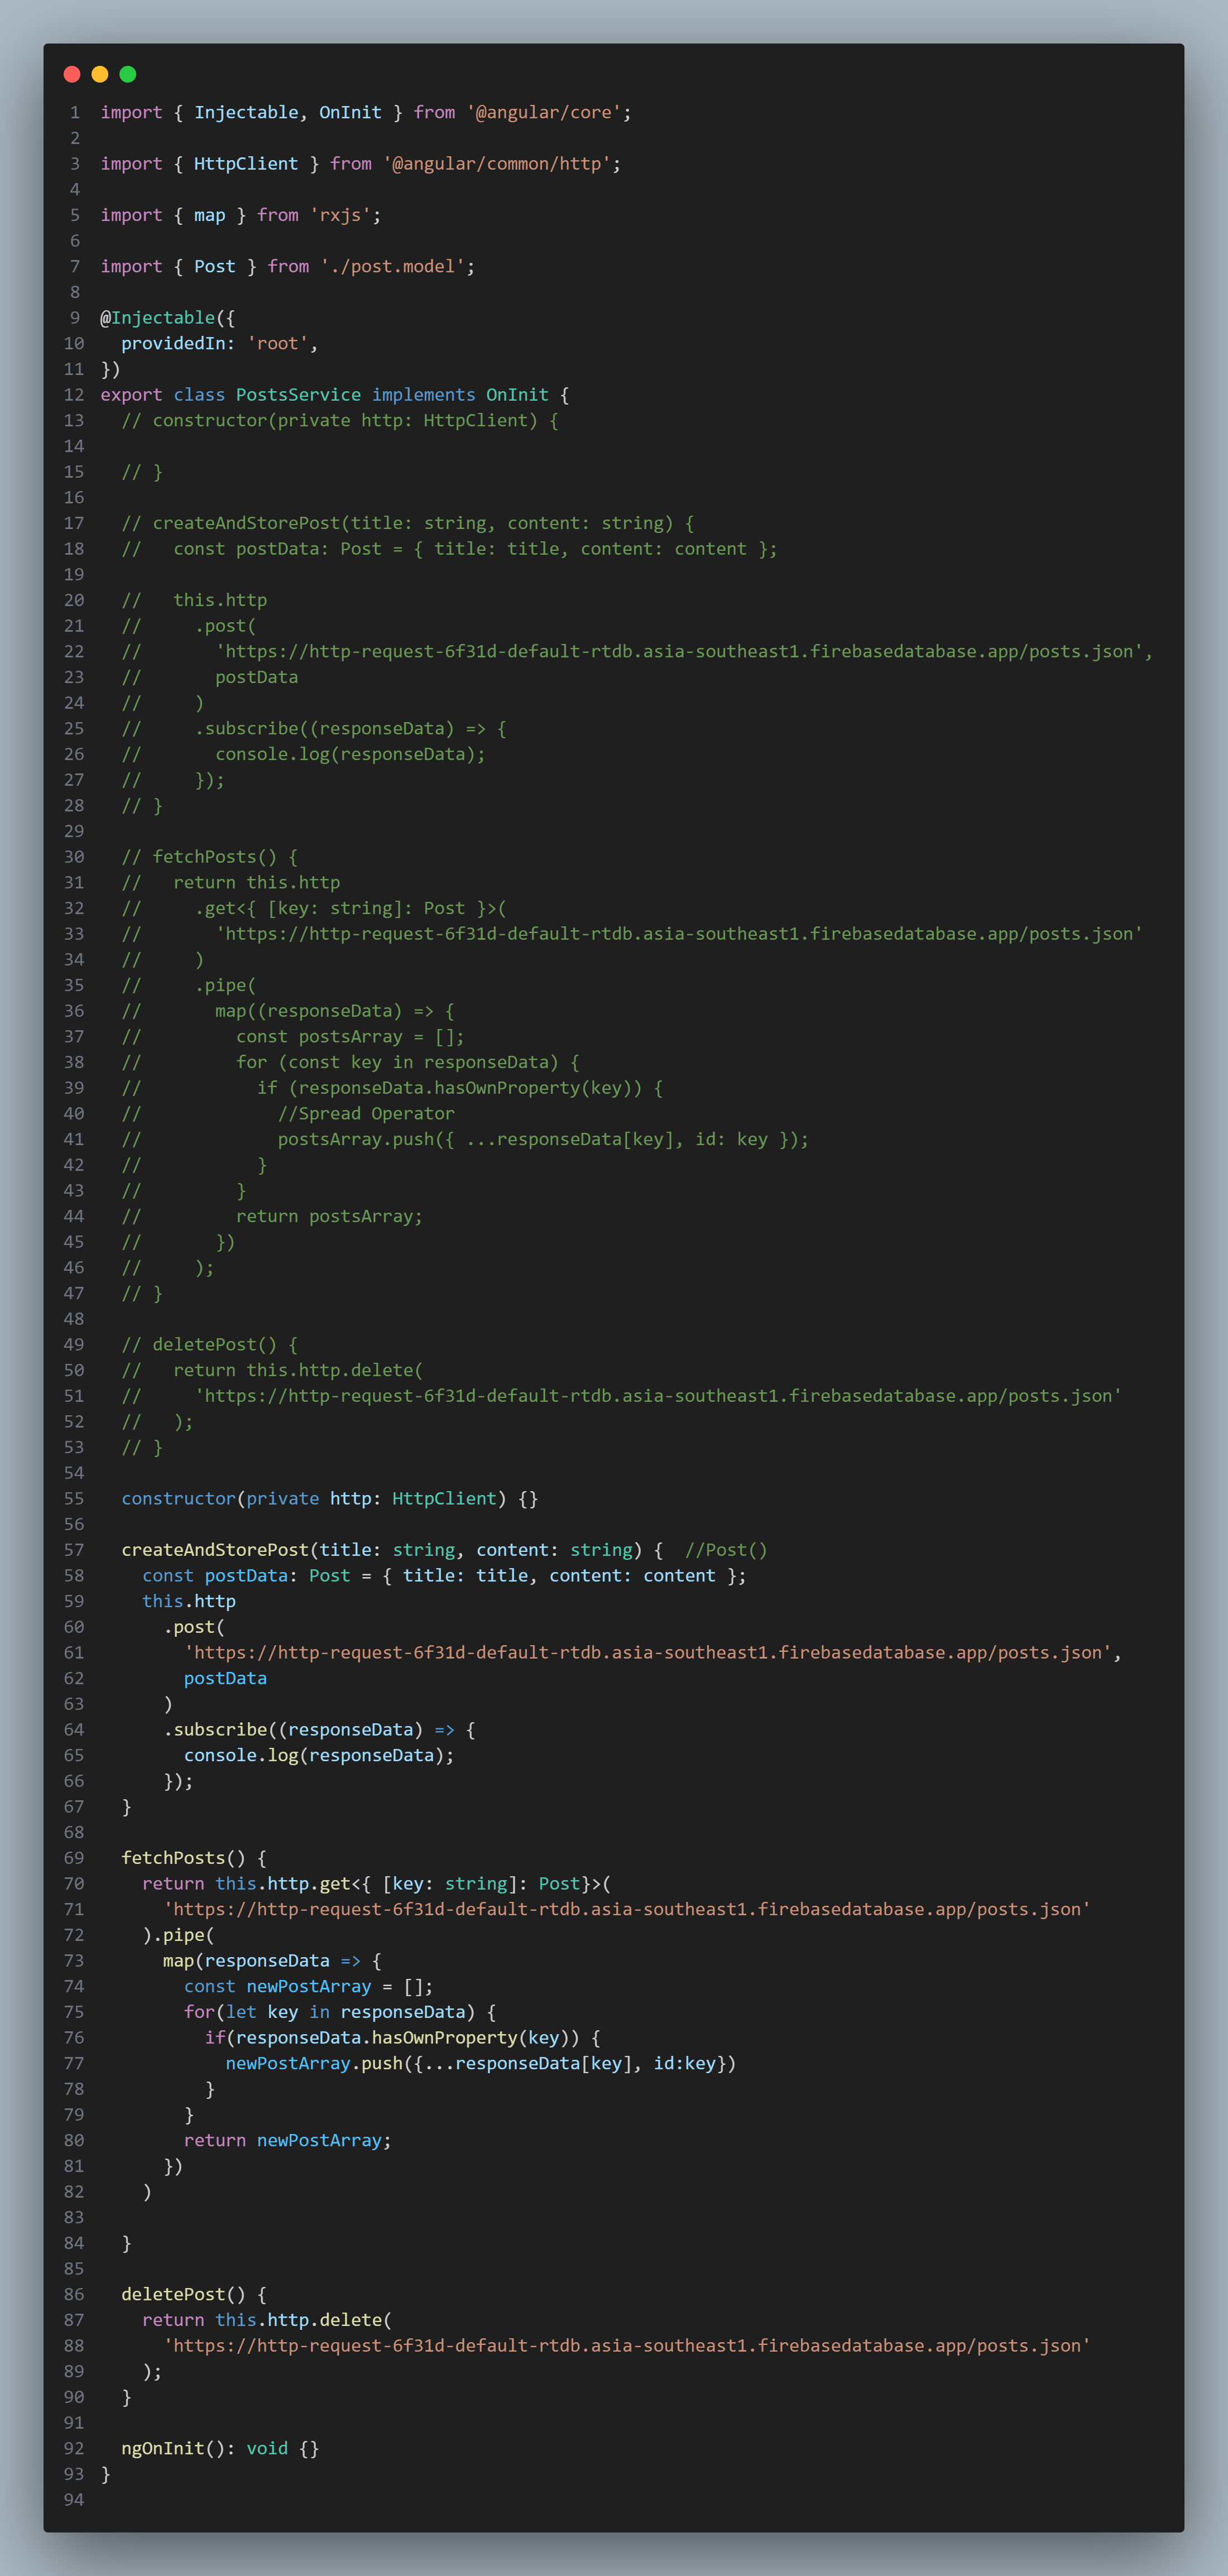 1 import { Injectable, OnInit } from '@angular/core';
2
3 import { HttpClient } from '@angular/common/http';
4
5 import { map } from 'rxjs';
6
7 import { Post } from './post.model';
8
9 @Injectable({
10   providedIn: 'root',
11 })
12 export class PostsService implements OnInit {
13   // constructor(private http: HttpClient) {
14
15   // }
16
17   // createAndStorePost(title: string, content: string) {
18   //   const postData: Post = { title: title, content: content };
19
20   //   this.http
21   //     .post(
22   //       'https://http-request-6f31d-default-rtdb.asia-southeast1.firebasedatabase.app/posts.json',
23   //       postData
24   //     )
25   //     .subscribe((responseData) => {
26   //       console.log(responseData);
27   //     });
28   // }
29
30   // fetchPosts() {
31   //   return this.http
32   //     .get<{ [key: string]: Post }>(
33   //       'https://http-request-6f31d-default-rtdb.asia-southeast1.firebasedatabase.app/posts.json'
34   //     )
35   //     .pipe(
36   //       map((responseData) => {
37   //         const postsArray = [];
38   //         for (const key in responseData) {
39   //           if (responseData.hasOwnProperty(key)) {
40   //             //Spread Operator
41   //             postsArray.push({ ...responseData[key], id: key });
42   //           }
43   //         }
44   //         return postsArray;
45   //       })
46   //     );
47   // }
48
49   // deletePost() {
50   //   return this.http.delete(
51   //     'https://http-request-6f31d-default-rtdb.asia-southeast1.firebasedatabase.app/posts.json'
52   //   );
53   // }
54
55   constructor(private http: HttpClient) {}
56
57   createAndStorePost(title: string, content: string) {  //Post()
58     const postData: Post = { title: title, content: content };
59     this.http
60       .post(
61         'https://http-request-6f31d-default-rtdb.asia-southeast1.firebasedatabase.app/posts.json',
62         postData
63       )
64       .subscribe((responseData) => {
65         console.log(responseData);
66       });
67   }
68
69   fetchPosts() {
70     return this.http.get<{ [key: string]: Post}>(
71       'https://http-request-6f31d-default-rtdb.asia-southeast1.firebasedatabase.app/posts.json'
72     ).pipe(
73       map(responseData => {
74         const newPostArray = [];
75         for(let key in responseData) {
76           if(responseData.hasOwnProperty(key)) {
77             newPostArray.push({...responseData[key], id:key})
78           }
79         }
80         return newPostArray;
81       })
82     )
83
84   }
85
86   deletePost() {
87     return this.http.delete(
88       'https://http-request-6f31d-default-rtdb.asia-southeast1.firebasedatabase.app/posts.json'
89     );
90   }
91
92   ngOnInit(): void {}
93 }
94